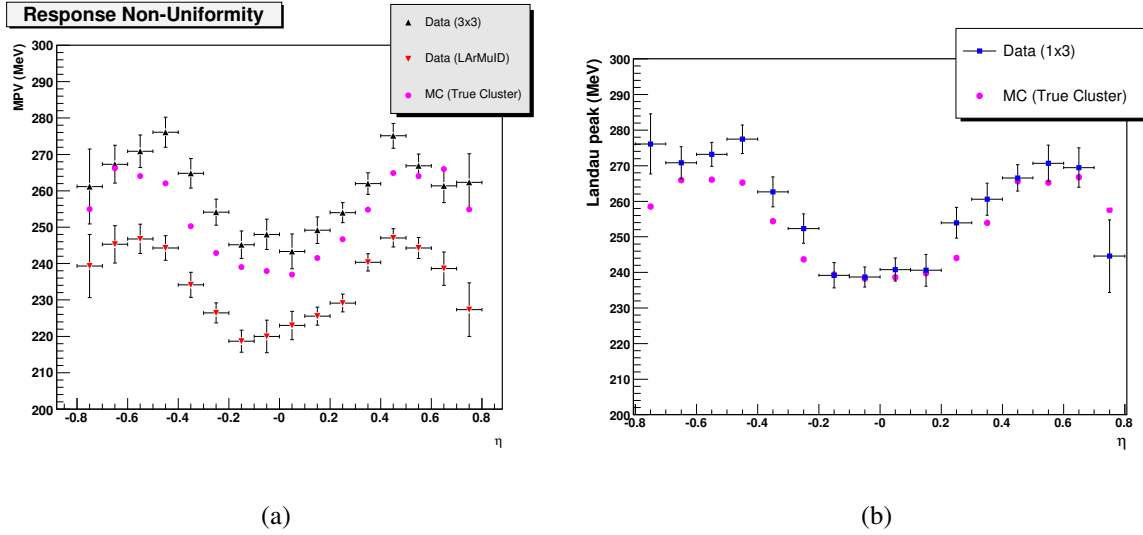 Response Non-Uniformity
Data (3x3)
Data (LArMuID)
MC (True Cluster)
MPV (MeV)
300
290
280
270
260
250
240
230
220
210
200
-0.8 -0.6 -0.4 -0.2 -0 0.2 0.4 0.6 0.8
η
(a)
Data (1x3)
MC (True Cluster)
Landau peak (MeV)
300
290
280
270
260
250
240
230
220
210
200
-0.8 -0.6 -0.4 -0.2 -0 0.2 0.4 0.6 0.8
η
(b)